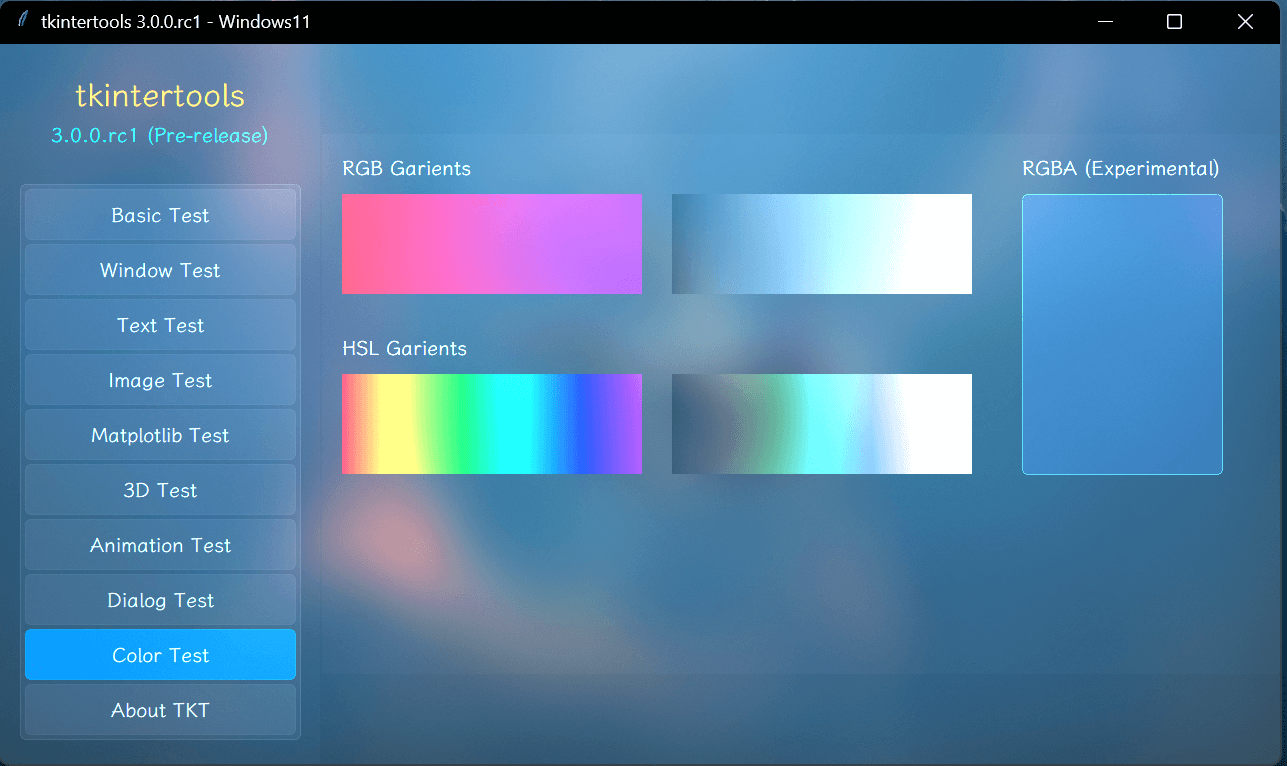 tkintertools 3.0.0.rc1 - Windows11
tkintertools
3.0.0.rc1 (Pre-release)
Basic Test
Window Test
Text Test
Image Test
Matplotlib Test
3D Test
Animation Test
Dialog Test
Color Test
About TKT
RGB Garients
RGBA (Experimental)
HSL Garients